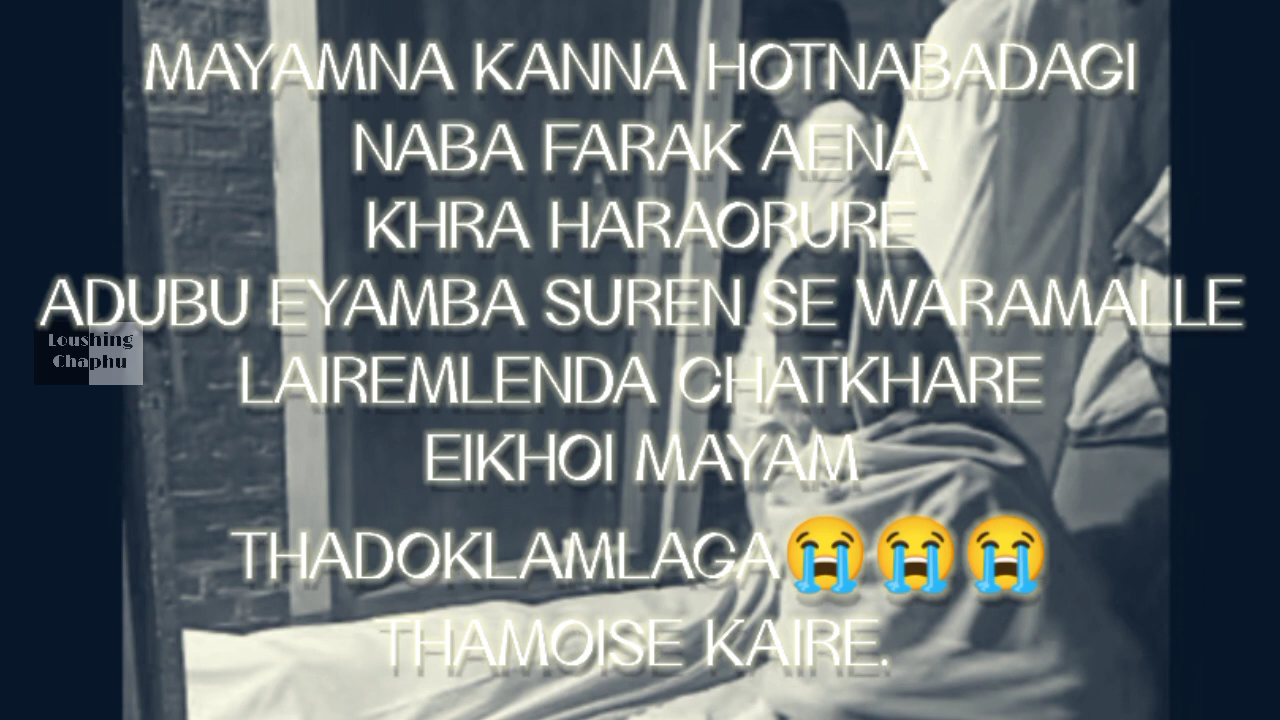 MAYAMNA KANNA HOTNABADAGI
NABA FARAK AENA
KHRA HARAORURE
ADUBU EYAMBA SUREN SE WARAMALLE
Loushing
Chaphu
LAIREMLENDA CHATKHARE
EIKHOI MAYAM
THADOKLAMLAGA😭😭😭
THAMOISE KAIRE.